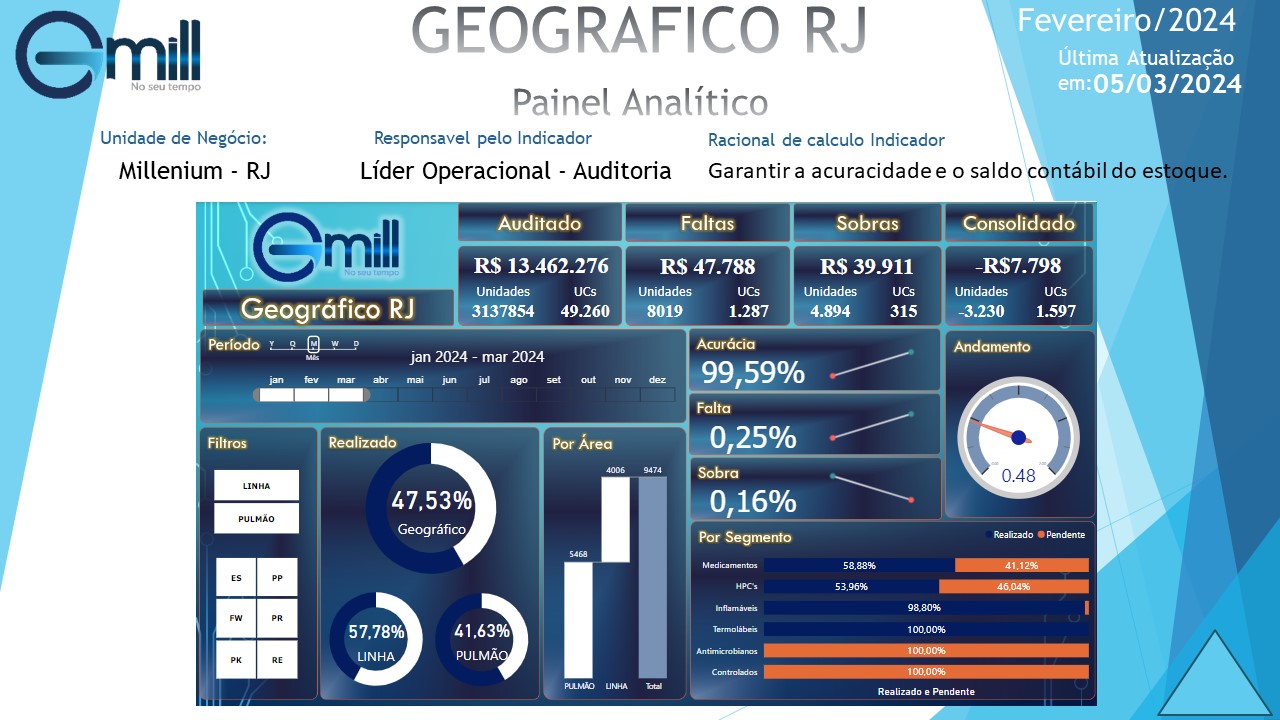 Gmill
No seu tempo
GEOGRAFICO RJ
Painel Analítico
Fevereiro/2024
Última Atualização
em:05/03/2024
Unidade de Negócio:
Millenium - RJ
Responsavel pelo Indicador
Líder Operacional - Auditoria
Racional de calculo Indicador
Garantir a acuracidade e o saldo contábil do estoque.
Gmill
No seu tempo
Geográfico RJ
Auditado
R$ 13.462.276
Unidades UCs
3137854 49.260
Faltas
R$ 47.788
Unidades UCs
8019 1.287
Sobras
R$ 39.911
Unidades UCs
4.894 315
Consolidado
-R$7.798
Unidades UCs
-3.230 1.597
Período
Y Q M W D
Mês
jan 2024 - mar 2024
jan fev mar abr mai jun jul ago set out nov dez
Acurácia
99,59%
Falta
0,25%
Sobra
0,16%
Andamento
0.48
Filtros
LINHA
PULMÃO
ES PP
FW PR
PK RE
Realizado
47,53%
Geográfico
57,78%
LINHA
41,63%
PULMÃO
Por Área
4006 9474
5468
PULMÃO LINHA Total
Por Segmento
Realizado Pendente
Medicamentos 58,88% 41,12%
HPC's 53,96% 46,04%
Inflamáveis 98,80%
Termolábeis 100,00%
Antimicrobianos 100,00%
Controlados 100,00%
Realizado e Pendente